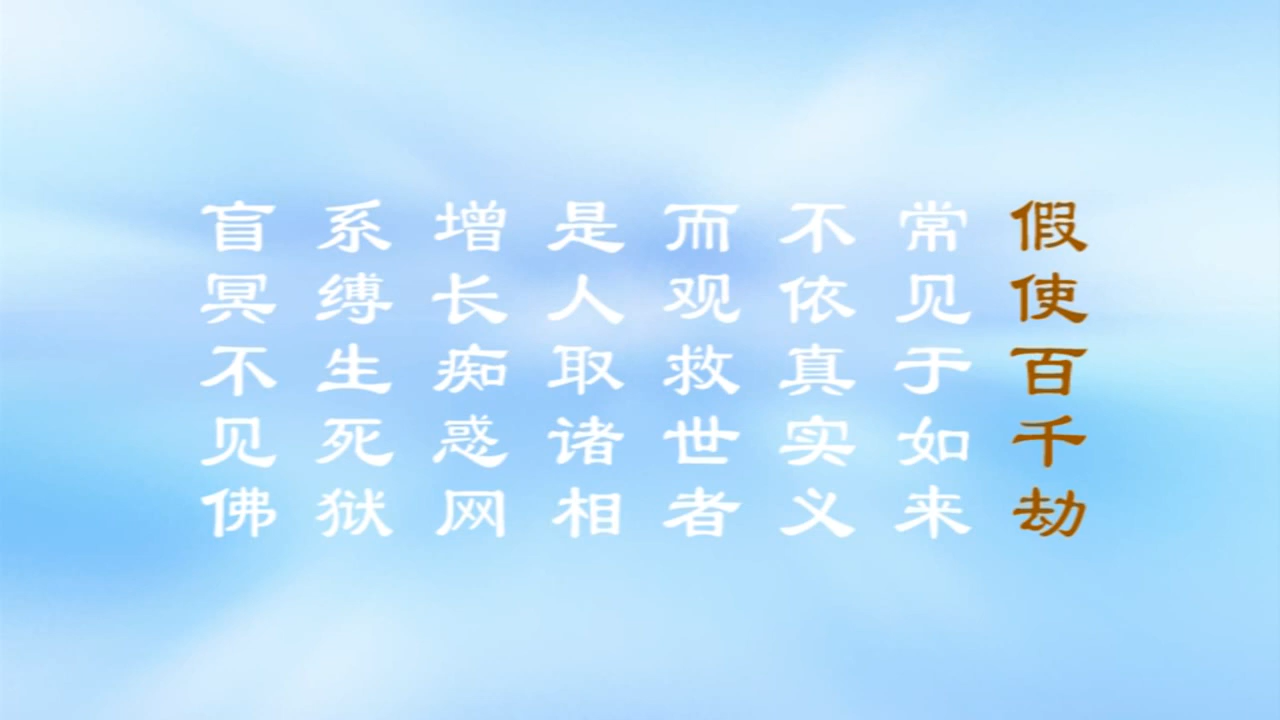 假使百千劫
常见于如来
不依真实义
而观救世者
是人取诸相
增长痴惑网
系缚生死狱
盲冥不见佛